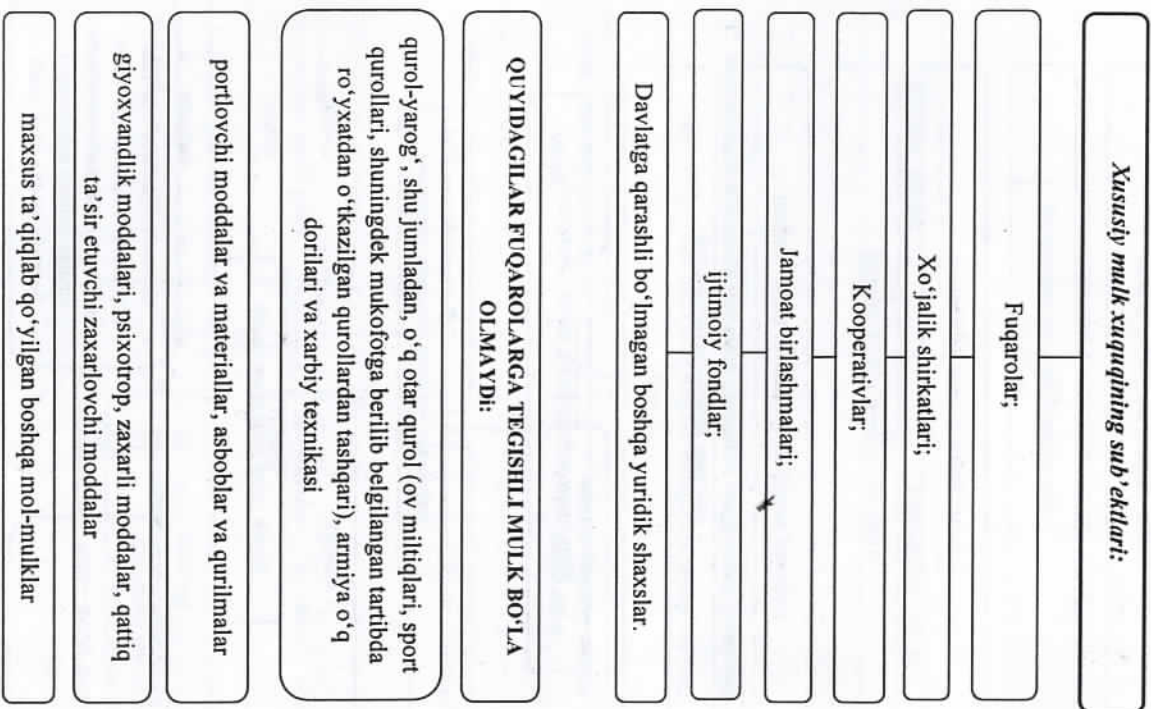 Xususiy mulk xuquqining sub’ektlari:
Fuqarolar;
Xo‘jalik shirkatlari;
Kooperativlar;
Jamoat birlashmalari;
ijtimoiy fondlar;
Davlatga qarashli bo‘lmagan boshqa yuridik shaxslar.
QUYIDAGILAR FUQAROLARGA TEGISHLI MULK BO‘LA
OLMAYDi:
qurol-yarog‘, shu jumladan, o‘q otar qurol (ov miltiqlari, sport
qurollari, shuningdek mukofotga berilib belgilangan tartibda
ro‘yxatdan o‘tkazilgan qurollardan tashqari), armiya o‘q
dorilari va xarbiy texnikasi
portlovchi moddalar va materiallar, asboblar va qurilmalar
giyoxvandlik moddalari, psixotrop, zaxarli moddalar, qattiq
ta’sir etuvchi zaxarlovchi moddalar
maxsus ta’qiqlab qo‘yilgan boshqa mol-mulklar